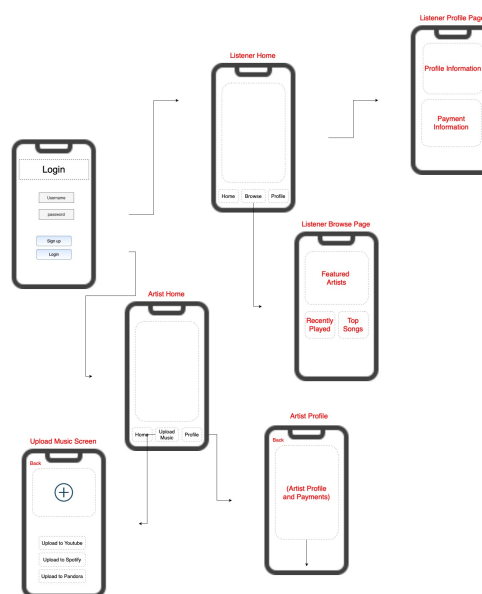 Listener Profile Page
Profile Information
Payment
Information
Listener Home
Home
Browse
Profile
Login
Username
password
Sign up
Login
Listener Browse Page
Featured
Artists
Recently
Played
Top
Songs
Artist Home
Home
Upload
Music
Profile
Artist Profile
Back
(Artist Profile
and Payments)
Upload Music Screen
Back
Upload to Youtube
Upload to Spotify
Upload to Pandora